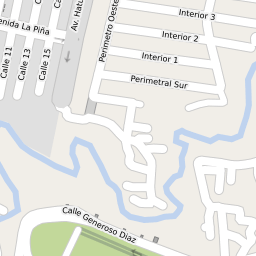 Interior 3
enida La Piña
Av. Hatu
Perimetro Oeste
Interior 2
Interior 1
Calle 11
Calle 13
Calle 15
Perimetral Sur
Calle Generoso Díaz